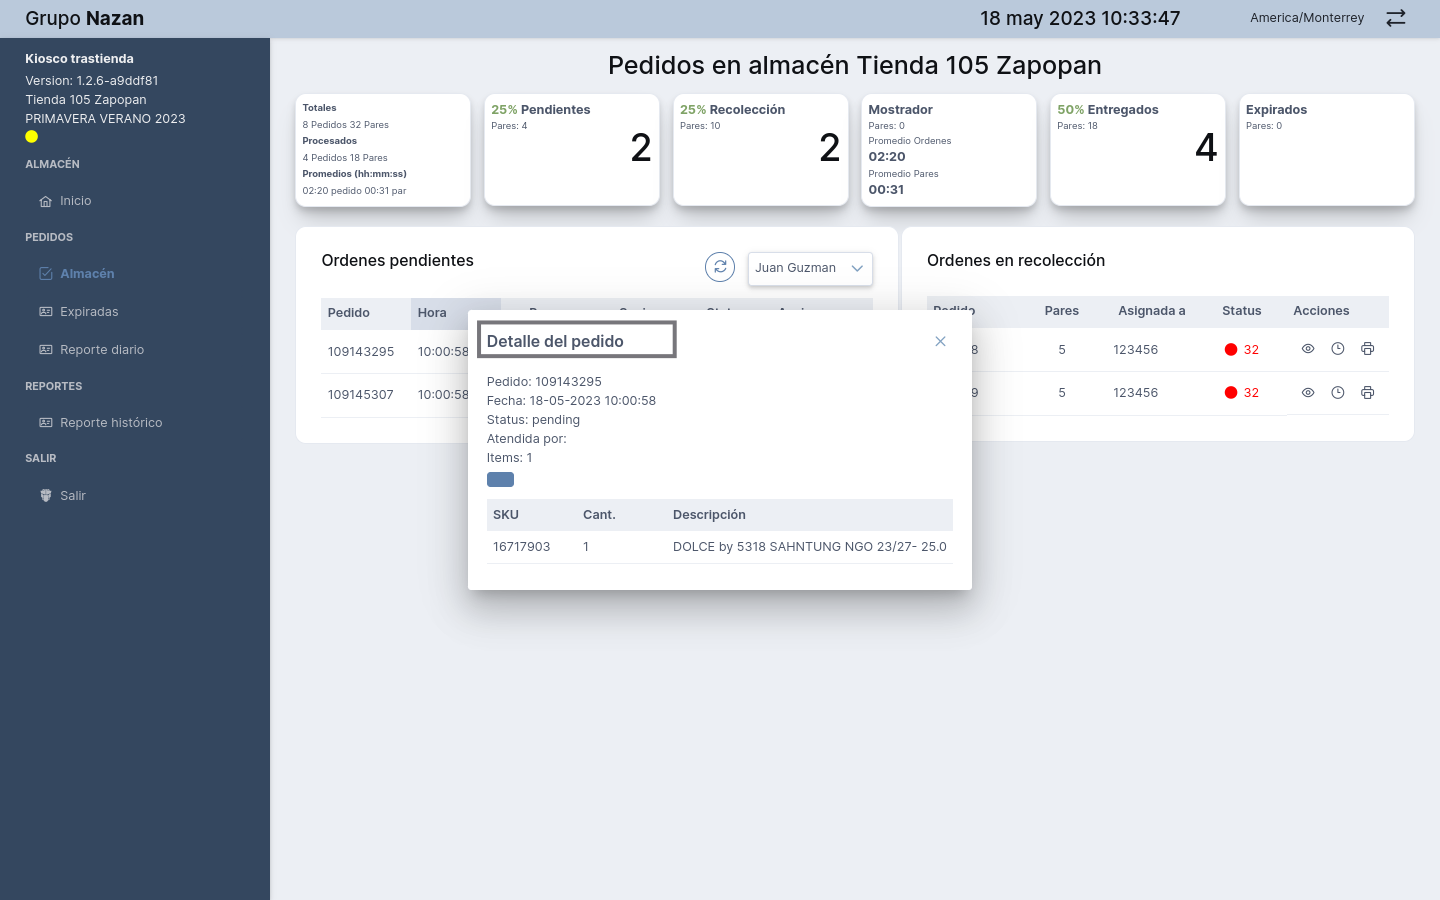 Grupo Nazan
18 may 2023 10:33:47
America/Monterrey
Kiosco trastienda
Version: 1.2.6-a9ddf81
Tienda 105 Zapopan
PRIMAVERA VERANO 2023
ALMACÉN
Inicio
PEDIDOS
Almacén
Expiradas
Reporte diario
REPORTES
Reporte histórico
SALIR
Salir
Pedidos en almacén Tienda 105 Zapopan
Totales
8 Pedidos 32 Pares
Procesados
4 Pedidos 18 Pares
Promedios (hh:mm:ss)
02:20 pedido 00:31 par
25% Pendientes
Pares: 4
2
25% Recolección
Pares: 10
2
Mostrador
Pares: 0
Promedio Ordenes
02:20
Promedio Pares
00:31
50% Entregados
Pares: 18
4
Expirados
Pares: 0
Ordenes pendientes
Juan Guzman
Pedido Hora
109143295 10:00:58
109145307 10:00:58
Ordenes en recolección
Pedido Pares Asignada a Status Acciones
8 5 123456 32
9 5 123456 32
Detalle del pedido
Pedido: 109143295
Fecha: 18-05-2023 10:00:58
Status: pending
Atendida por:
Items: 1
SKU Cant. Descripción
16717903 1 DOLCE by 5318 SAHNTUNG NGO 23/27- 25.0